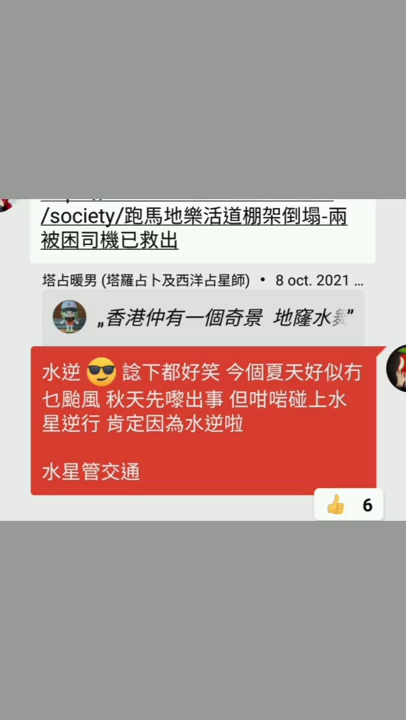 /society/跑馬地樂活道棚架倒塌-兩
被困司機已救出
塔占暖男 (塔羅占卜及西洋占星師) • 8 oct. 2021 ...
„香港仲有一個奇景 地窿水”
水逆 😎 諗下都好笑 今個夏天好似冇
乜颱風 秋天先嚟出事 但咁啱碰上水
星逆行 肯定因為水逆啦
水星管交通
👍 6